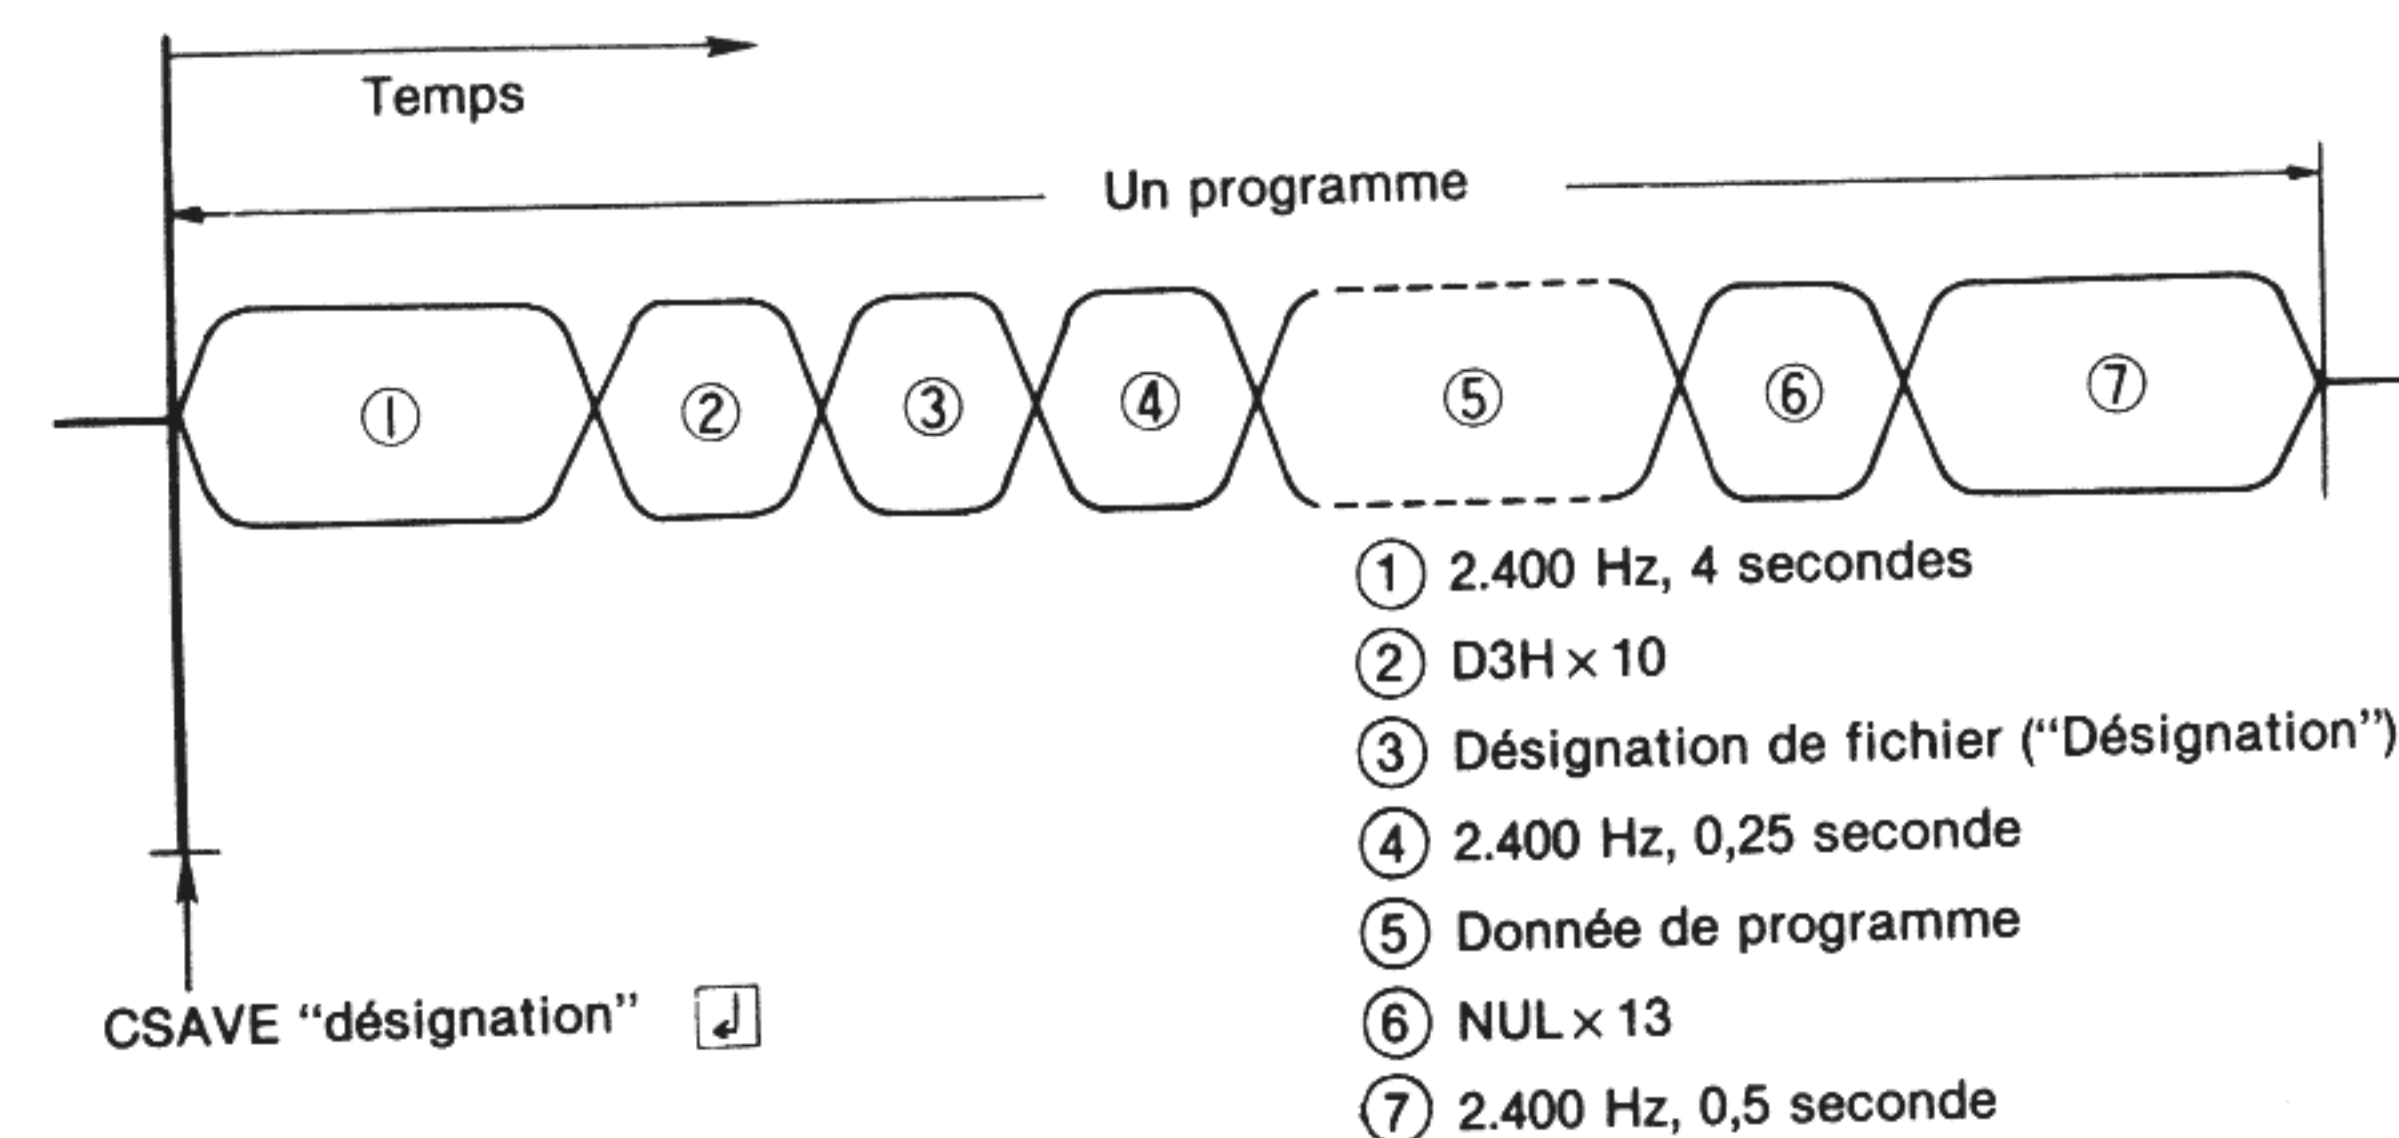 Temps
Un programme
① ② ③ ④ ⑤ ⑥ ⑦
① 2.400 Hz, 4 secondes
② D3H × 10
③ Désignation de fichier (“Désignation”)
④ 2.400 Hz, 0,25 seconde
⑤ Donnée de programme
⑥ NUL × 13
⑦ 2.400 Hz, 0,5 seconde
CSAVE “désignation” ↲